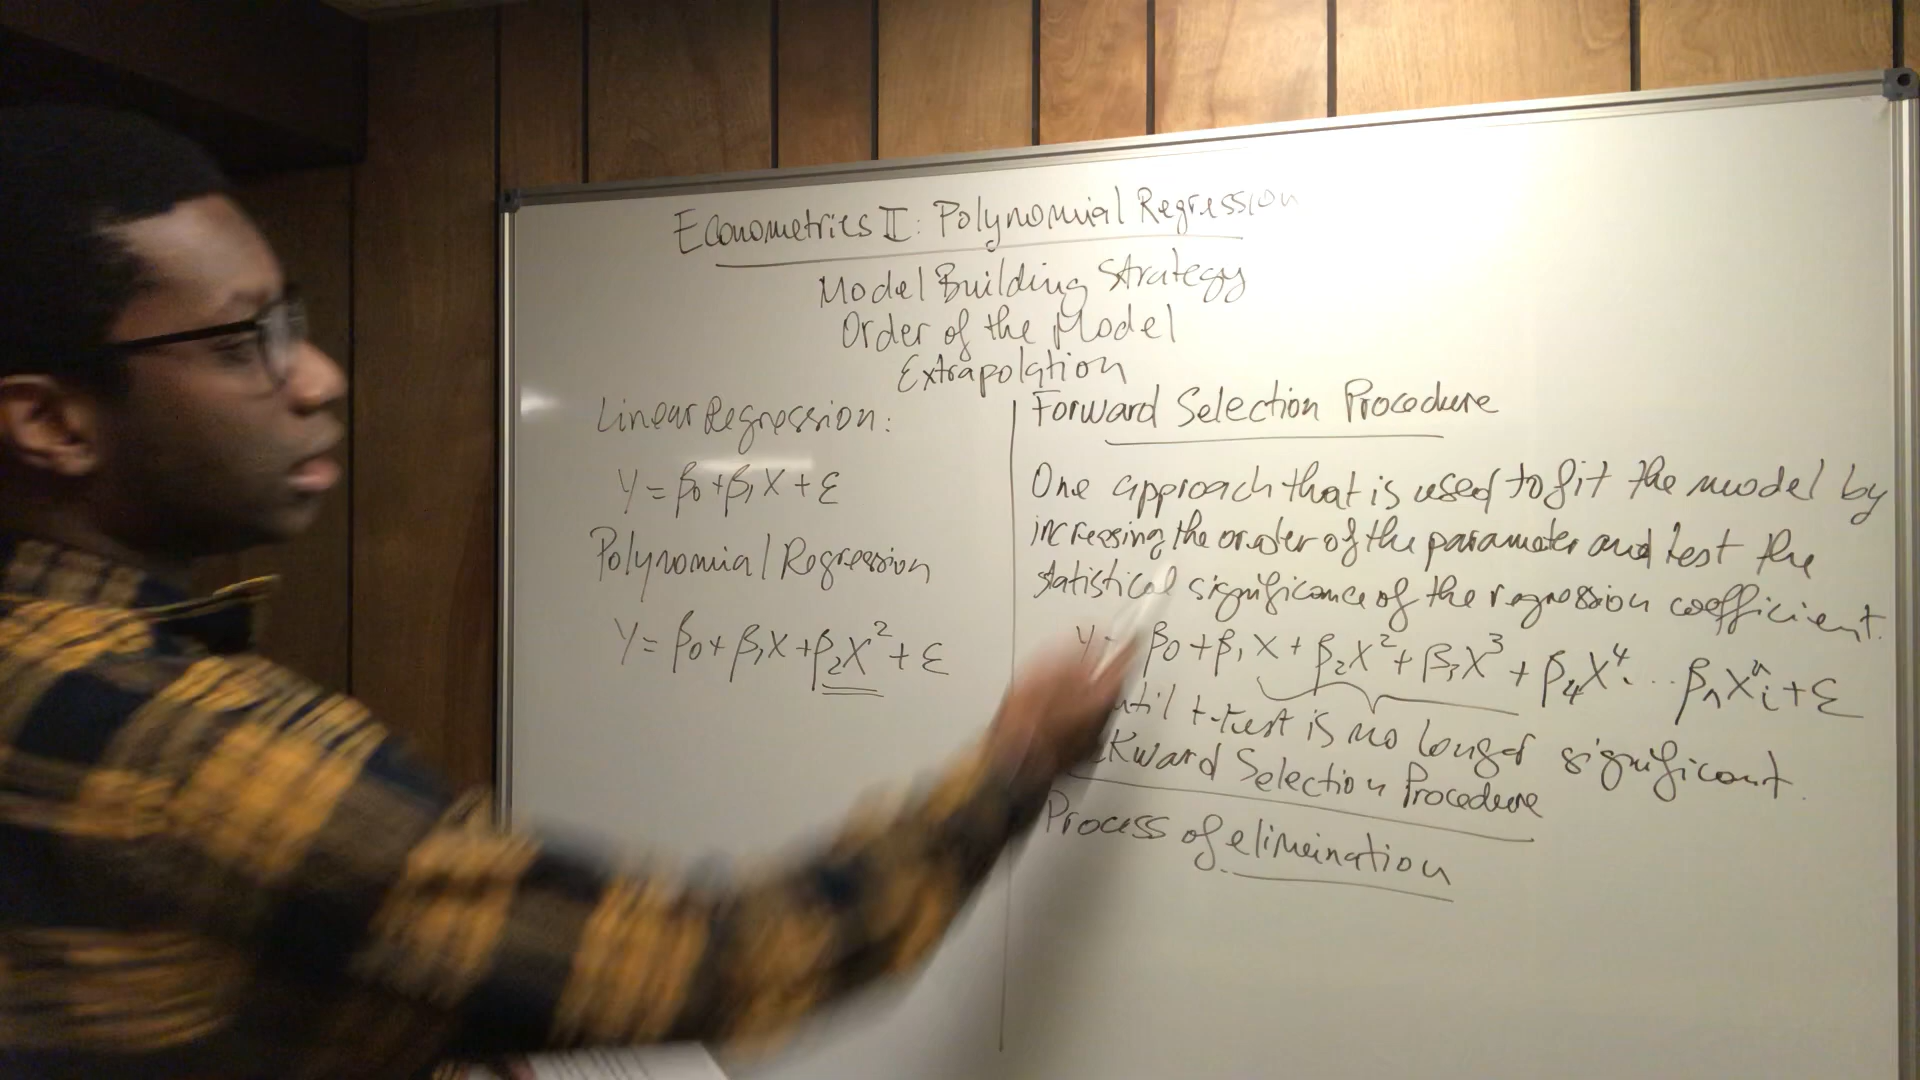 Econometrics II: Polynomial Regression
Model Building Strategy
Order of the Model
Extrapolation
Linear Regression:
Y = β0 + β1X + ε
Polynomial Regression
Y = β0 + β1X + β2X² + ε
Forward Selection Procedure
One approach that is used to fit the model by
increasing the order of the parameter and test the
statistical significance of the regression coefficient.
Y = β0 + β1X + β2X² + β3X³ + β4X⁴... βnXⁿi + ε
t-test is no longer significant.
Selection Procedure
Process of elimination